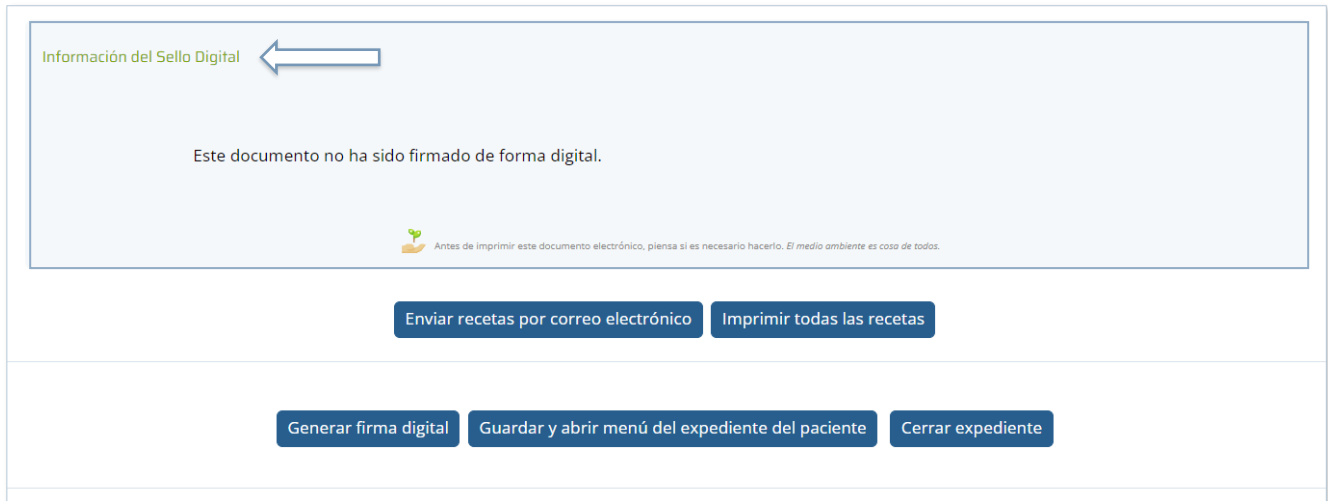 Información del Sello Digital
Este documento no ha sido firmado de forma digital.
Antes de imprimir este documento electrónico, piensa si es necesario hacerlo. El medio ambiente es cosa de todos.
Enviar recetas por correo electrónico Imprimir todas las recetas
Generar firma digital Guardar y abrir menú del expediente del paciente Cerrar expediente